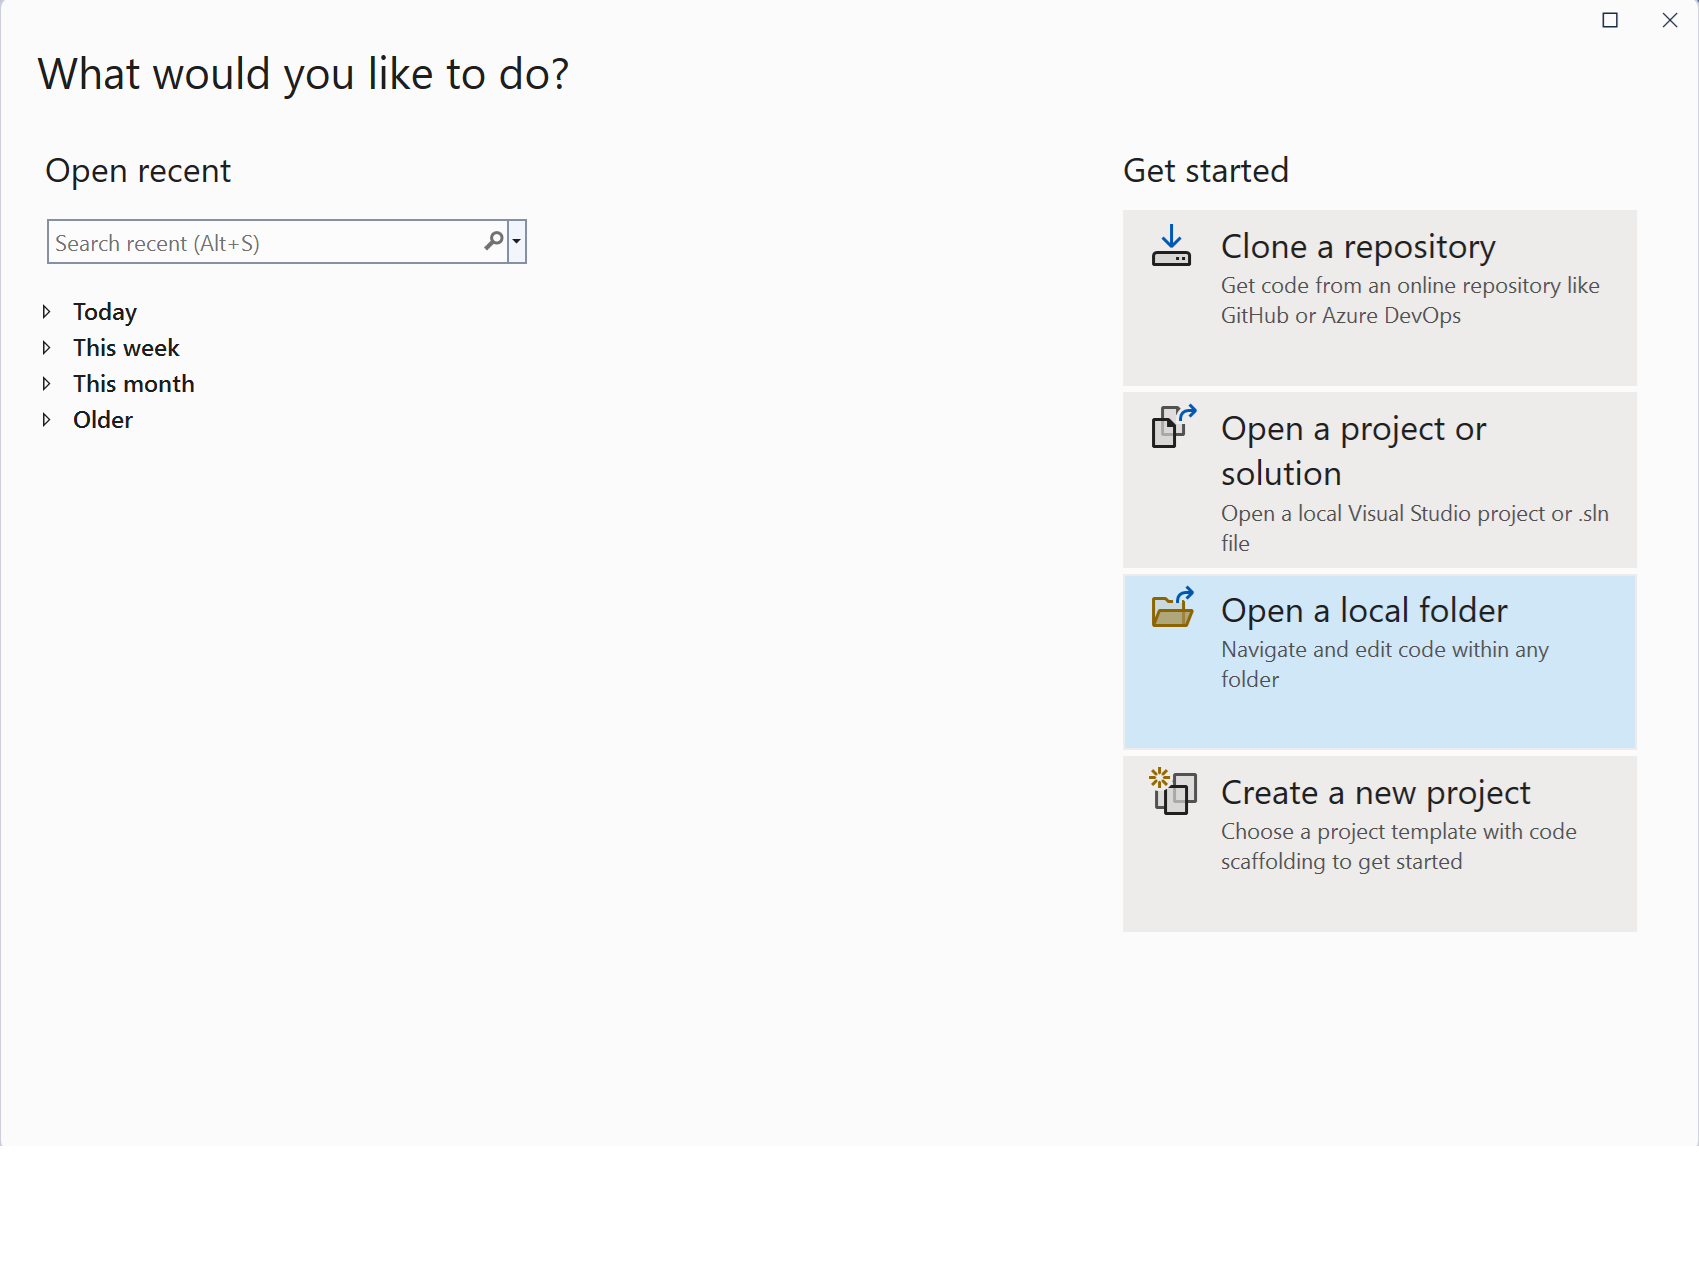 What would you like to do?
Open recent
Search recent (Alt+S)
Today
This week
This month
Older
Get started
Clone a repository
Get code from an online repository like
GitHub or Azure DevOps
Open a project or
solution
Open a local Visual Studio project or .sln
file
Open a local folder
Navigate and edit code within any
folder
Create a new project
Choose a project template with code
scaffolding to get started